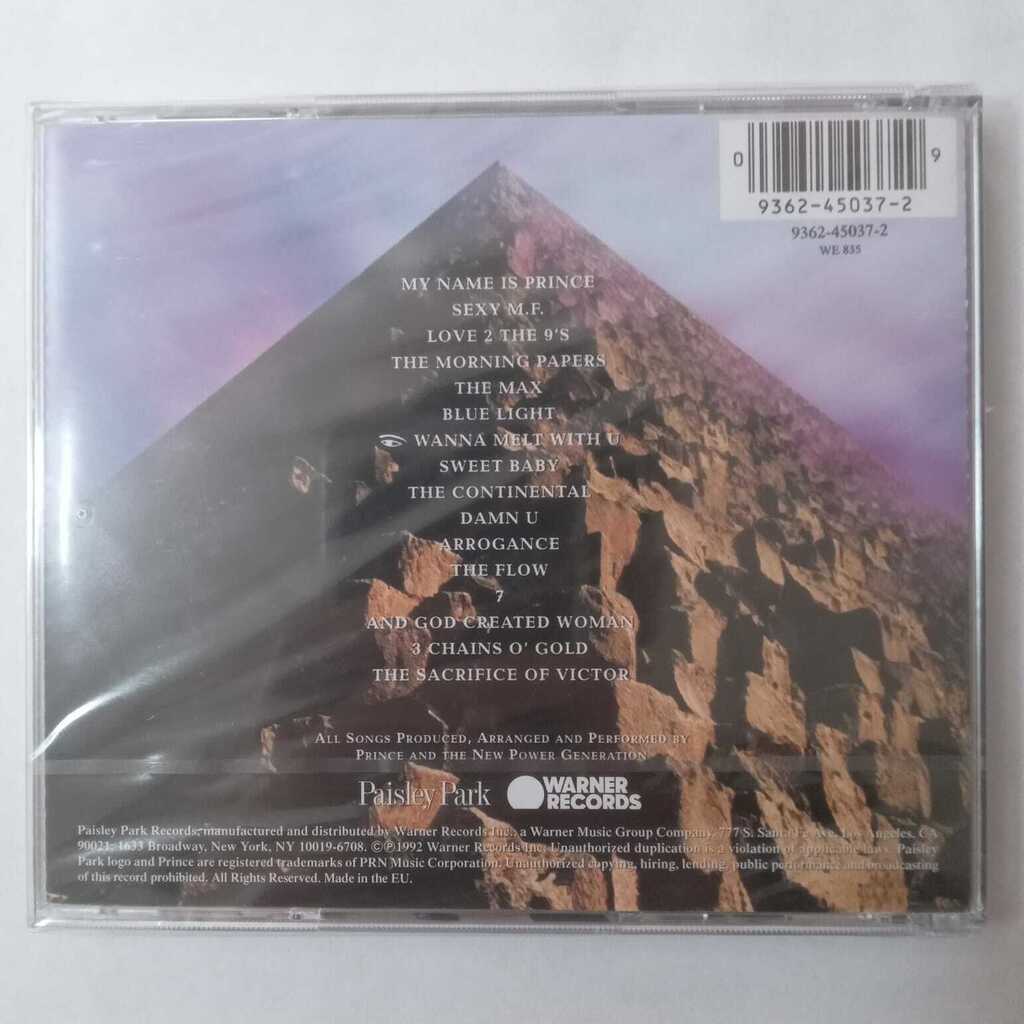 0 9
9362-45037-2
9362-45037-2
WE 835
MY NAME IS PRINCE
SEXY M.F.
LOVE 2 THE 9'S
THE MORNING PAPERS
THE MAX
BLUE LIGHT
WANNA MELT WITH U
SWEET BABY
THE CONTINENTAL
DAMN U
ARROGANCE
THE FLOW
7
AND GOD CREATED WOMAN
3 CHAINS O' GOLD
THE SACRIFICE OF VICTOR
ALL SONGS PRODUCED, ARRANGED AND PERFORMED BY
PRINCE AND THE NEW POWER GENERATION
Paisley Park
WARNER
RECORDS
Paisley Park Records, manufactured and distributed by Warner Records Inc., a Warner Music Group Company, 777 S. Santa Fe Ave, Los Angeles, CA
90021; 1633 Broadway, New York, NY 10019-6708. ©℗1992 Warner Records Inc. Unauthorized duplication is a violation of applicable laws. Paisley
Park logo and Prince are registered trademarks of PRN Music Corporation. Unauthorized copying, hiring, lending, public performance and broadcasting
of this record prohibited. All Rights Reserved. Made in the EU.